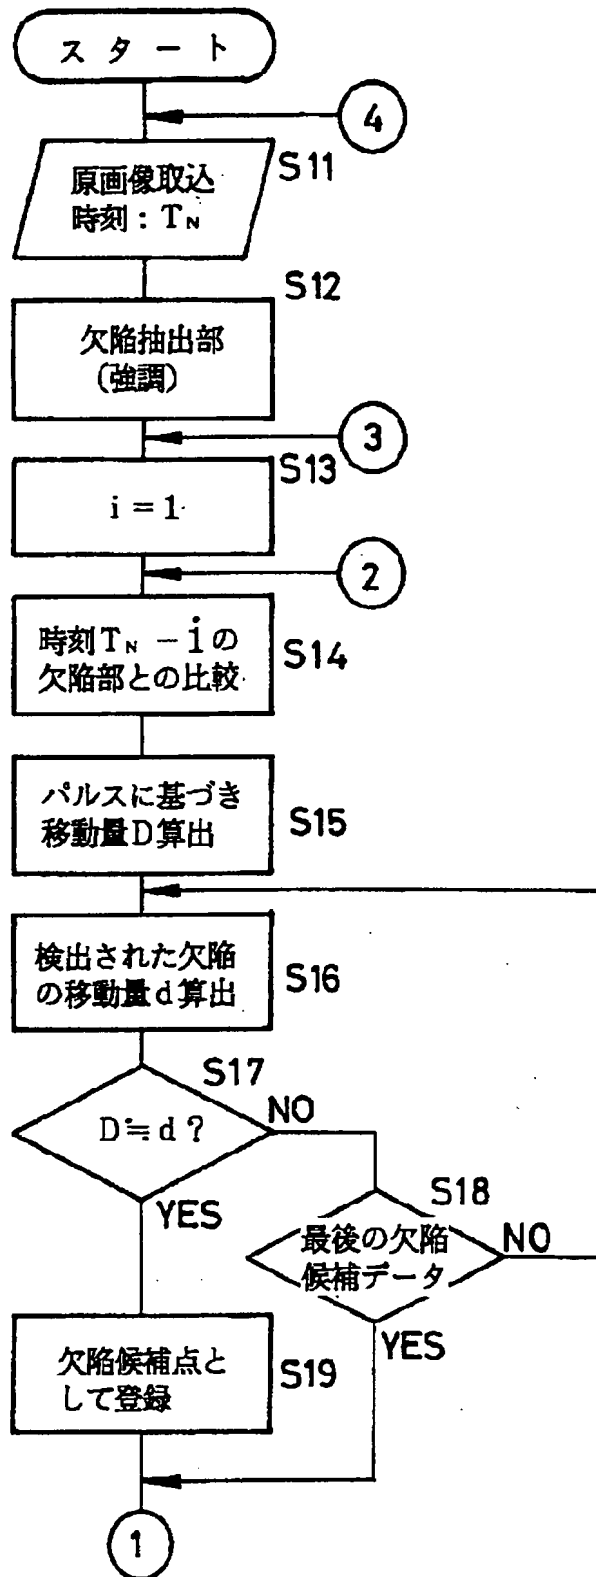 スタート
4
S11
原画像取込
時刻：TN
S12
欠陥抽出部
(強調)
3
S13
i = 1
2
時刻TN －iの
欠陥部との比較
S14
パルスに基づき
移動量D算出
S15
検出された欠陥
の移動量d算出
S16
S17
D≒d？
NO
YES
S18
最後の欠陥
候補データ
NO
YES
欠陥候補点と
して登録
S19
1